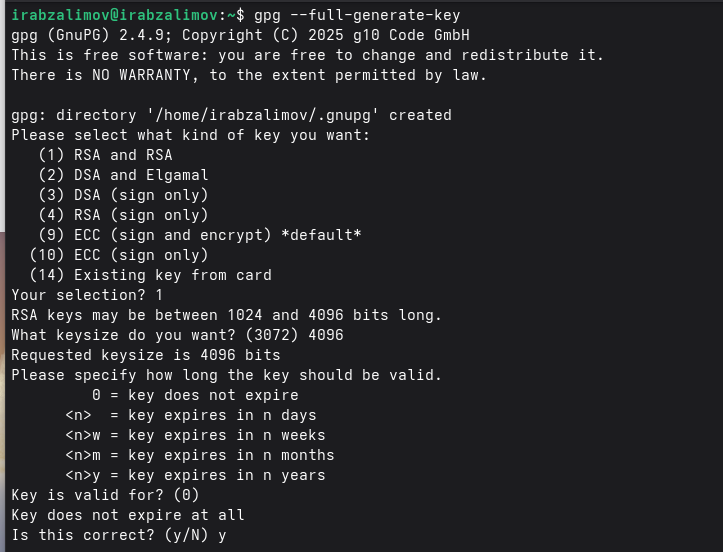 irabzalimov@irabzalimov:~$ gpg --full-generate-key
gpg (GnuPG) 2.4.9; Copyright (C) 2025 g10 Code GmbH
This is free software: you are free to change and redistribute it.
There is NO WARRANTY, to the extent permitted by law.

gpg: directory '/home/irabzalimov/.gnupg' created
Please select what kind of key you want:
   (1) RSA and RSA
   (2) DSA and Elgamal
   (3) DSA (sign only)
   (4) RSA (sign only)
   (9) ECC (sign and encrypt) *default*
  (10) ECC (sign only)
  (14) Existing key from card
Your selection? 1
RSA keys may be between 1024 and 4096 bits long.
What keysize do you want? (3072) 4096
Requested keysize is 4096 bits
Please specify how long the key should be valid.
         0 = key does not expire
      <n>  = key expires in n days
      <n>w = key expires in n weeks
      <n>m = key expires in n months
      <n>y = key expires in n years
Key is valid for? (0)
Key does not expire at all
Is this correct? (y/N) y